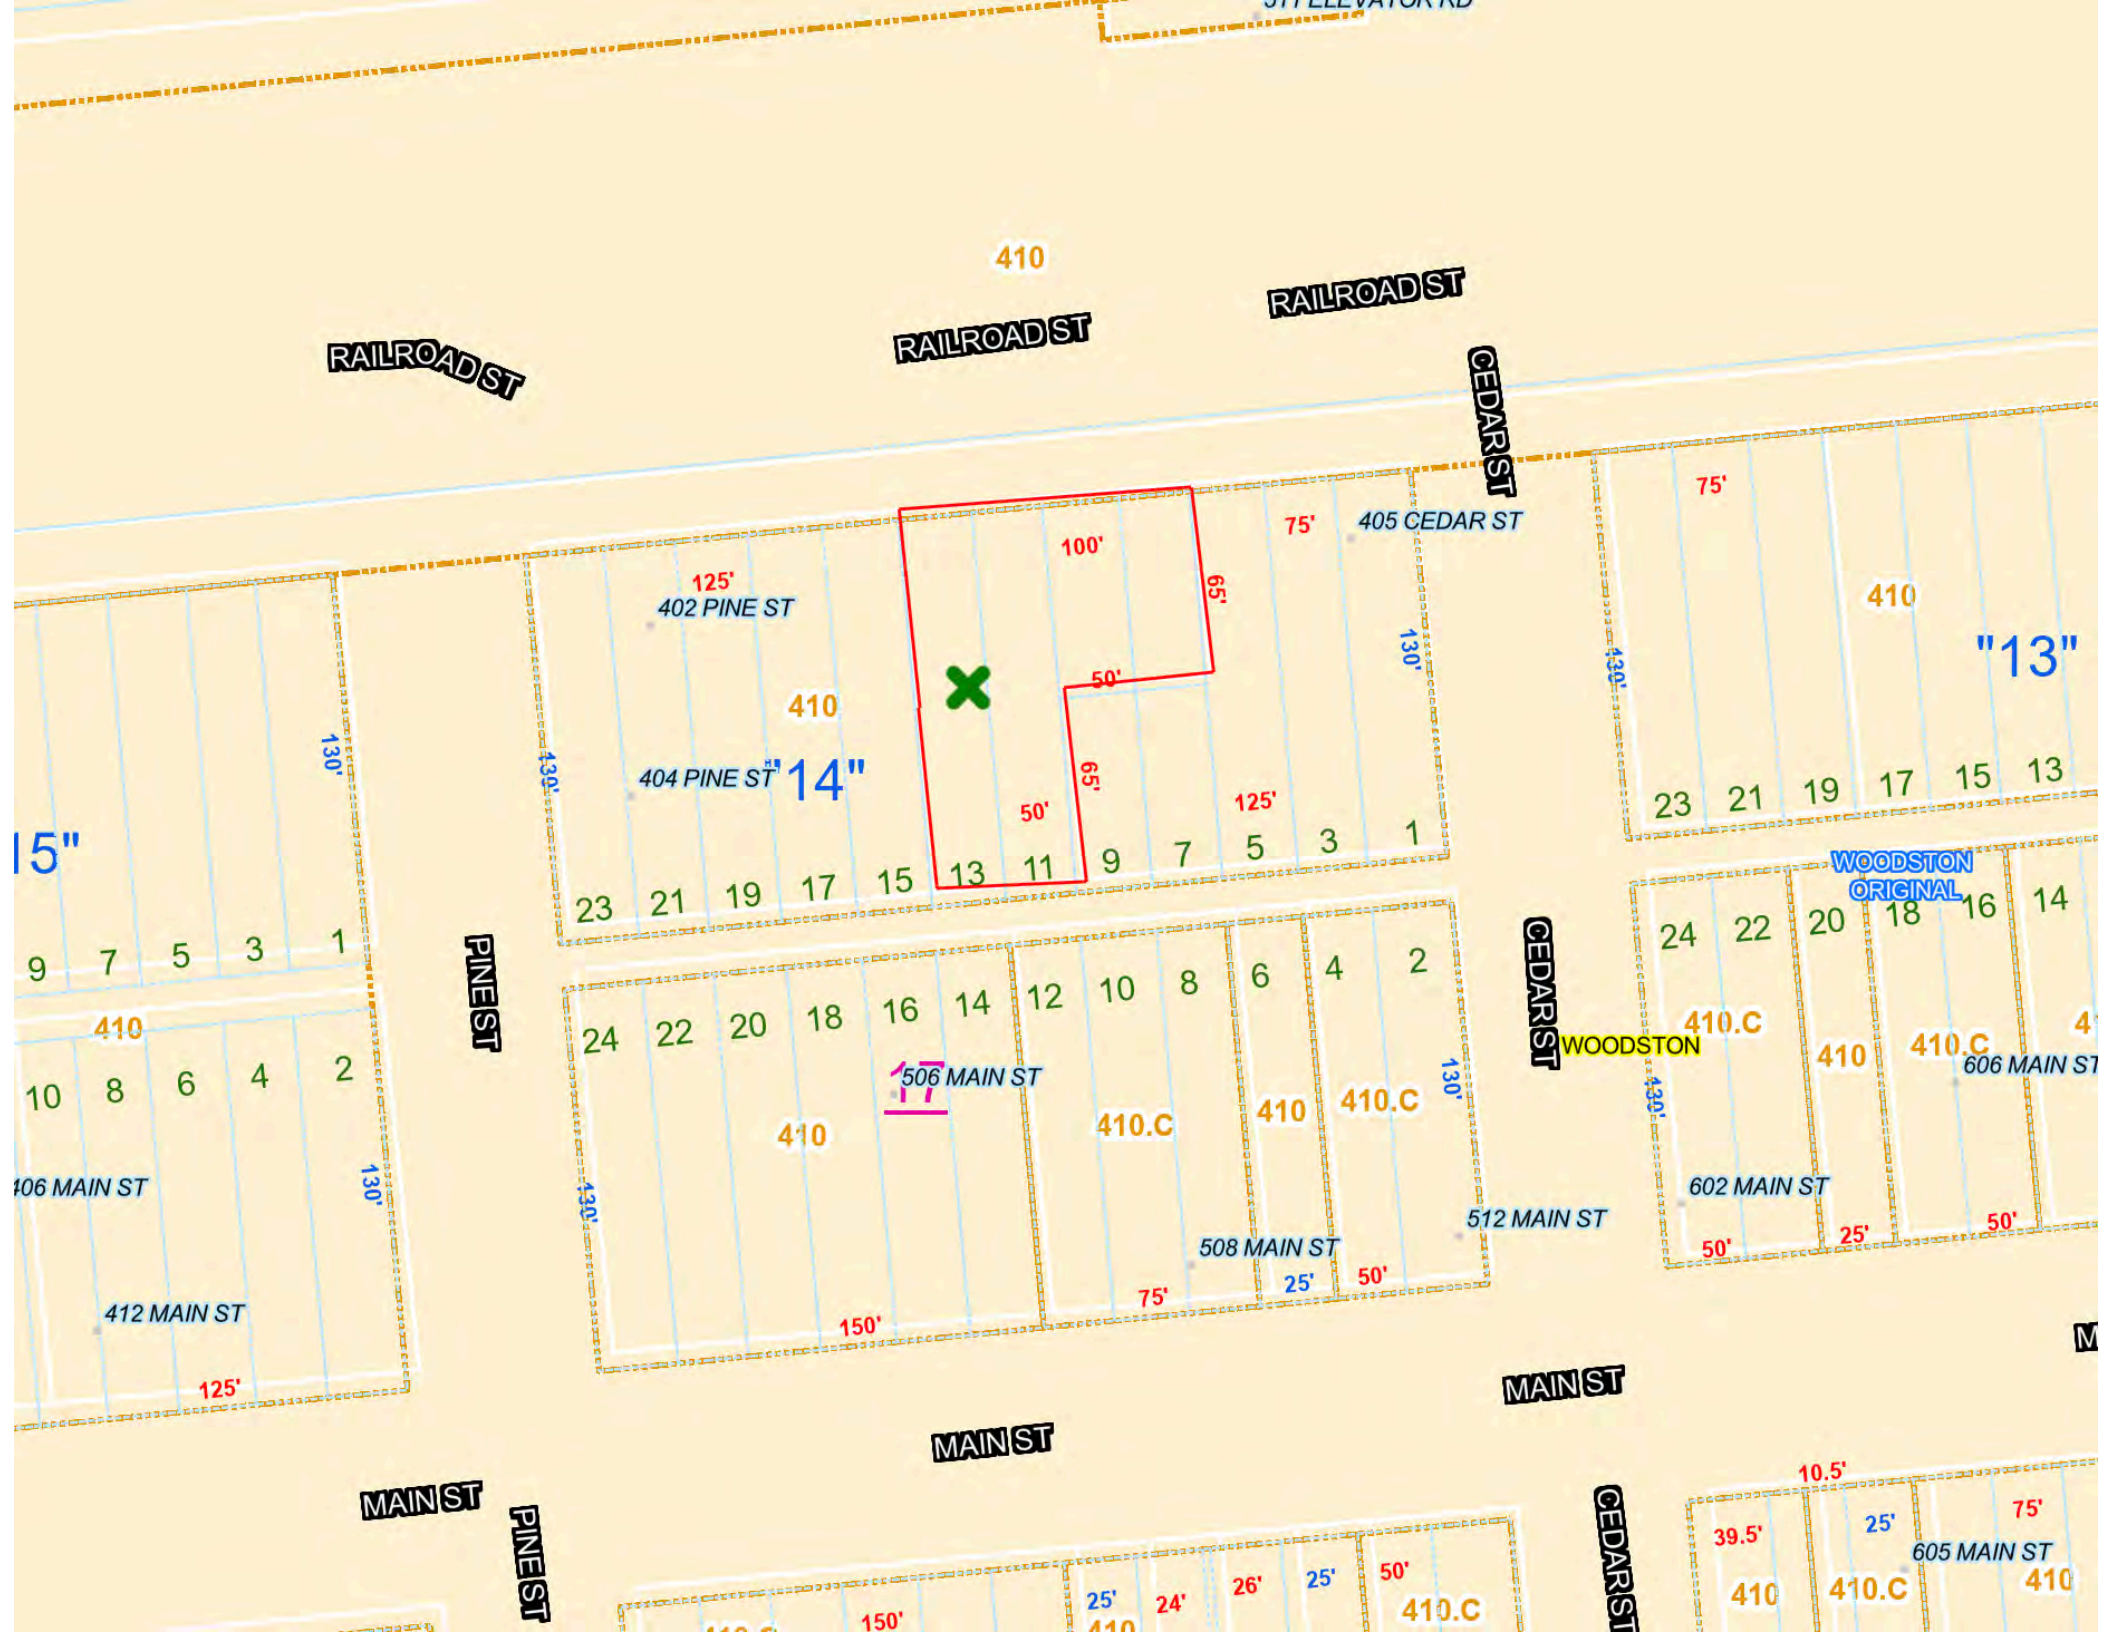 511 ELEVATOR RD
410
RAILROAD ST
RAILROAD ST
RAILROAD ST
CEDAR ST
75'
405 CEDAR ST
75'
100'
125'
402 PINE ST
65'
410
130'
130'
"13"
50'
410
130'
130'
404 PINE ST
"14"
65'
50'
125'
15"
23 21 19 17 15 13
23 21 19 17 15 13 11 9 7 5 3 1
9 7 5 3 1
WOODSTON
ORIGINAL
24 22 20 18 16 14
PINE ST
CEDAR ST
24 22 20 18 16 14 12 10 8 6 4 2
410
10 8 6 4 2
WOODSTON
410.C
410
410.C
606 MAIN ST
17
506 MAIN ST
410
410.C
410
410.C
130'
130'
406 MAIN ST
130'
130'
602 MAIN ST
512 MAIN ST
508 MAIN ST
50'
25'
50'
412 MAIN ST
125'
150'
75'
25'
50'
MAIN ST
MAIN ST
MAIN ST
PINE ST
CEDAR ST
10.5'
39.5'
25'
75'
605 MAIN ST
410
410.C
410
150'
25'
24'
26'
25'
50'
410
410.C